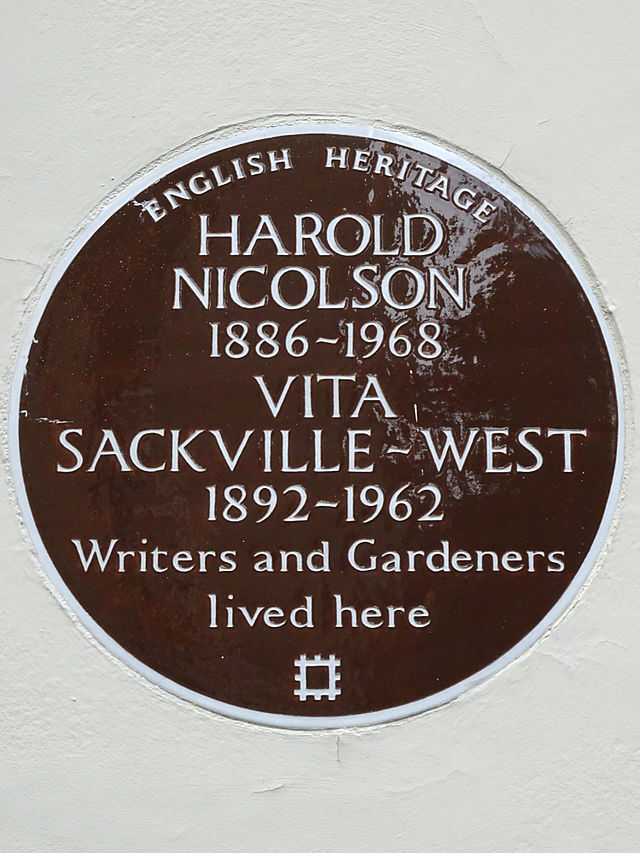 ENGLISH HERITAGE
HAROLD
NICOLSON
1886~1968
VITA
SACKVILLE~WEST
1892~1962
Writers and Gardeners
lived here